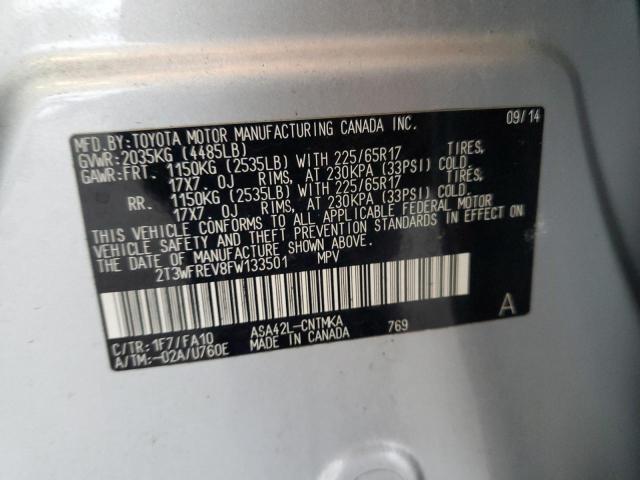 MFD.BY:TOYOTA MOTOR MANUFACTURING CANADA INC. 09/14
GVWR:2035KG (4485LB)
GAWR:FRT. 1150KG (2535LB) WITH 225/65R17 TIRES,
17X7.0J RIMS, AT 230KPA (33PSI) COLD.
RR. 1150KG (2535LB) WITH 225/65R17 TIRES,
17X7.0J RIMS, AT 230KPA (33PSI) COLD.
THIS VEHICLE CONFORMS TO ALL APPLICABLE FEDERAL MOTOR
VEHICLE SAFETY AND THEFT PREVENTION STANDARDS IN EFFECT ON
THE DATE OF MANUFACTURE SHOWN ABOVE.
2T3WFREV8FW133501 MPV
C/TR:1F7/FA10 ASA42L-CNTMKA 769 A
A/TM:-02A/U760E MADE IN CANADA